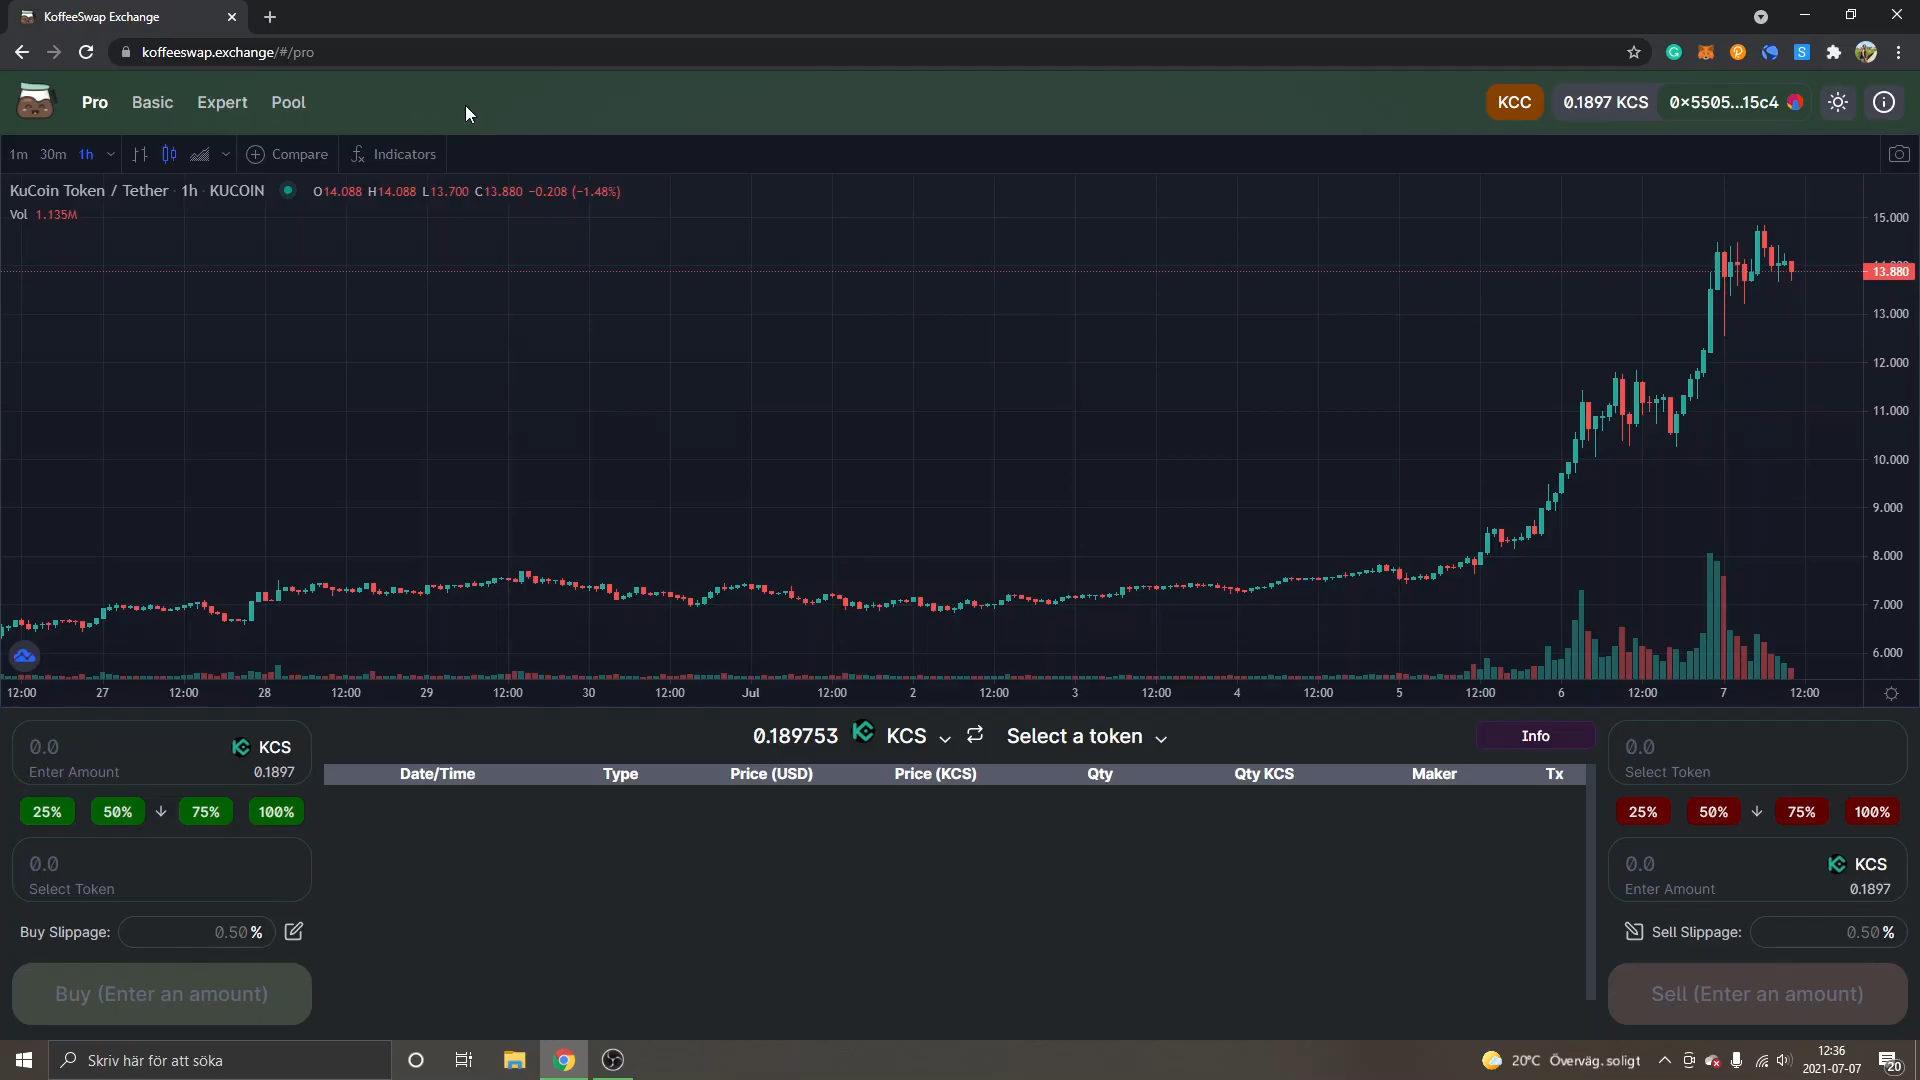 KoffeeSwap Exchange
koffeeswap.exchange/#/pro
Pro Basic Expert Pool
KCC 0.1897 KCS 0×5505...15c4
1m 30m 1h Compare Indicators
KuCoin Token / Tether 1h KUCOIN O14.088 H14.088 L13.700 C13.880 −0.208 (−1.48%)
Vol 1.135M
15.000
13.880
13.000
12.000
11.000
10.000
9.000
8.000
7.000
6.000
12:00 27 12:00 28 12:00 29 12:00 30 12:00 Jul 12:00 2 12:00 3 12:00 4 12:00 5 12:00 6 12:00 7 12:00
0.0 KCS
Enter Amount 0.1897
25% 50% 75% 100%
0.0
Select Token
Buy Slippage: 0.50 %
Buy (Enter an amount)
0.189753 KCS Select a token
Info
Date/Time Type Price (USD) Price (KCS) Qty Qty KCS Maker Tx
0.0
Select Token
25% 50% 75% 100%
0.0 KCS
Enter Amount 0.1897
Sell Slippage: 0.50 %
Sell (Enter an amount)
Skriv här för att söka
20°C Överväg. soligt
12:36
2021-07-07
20